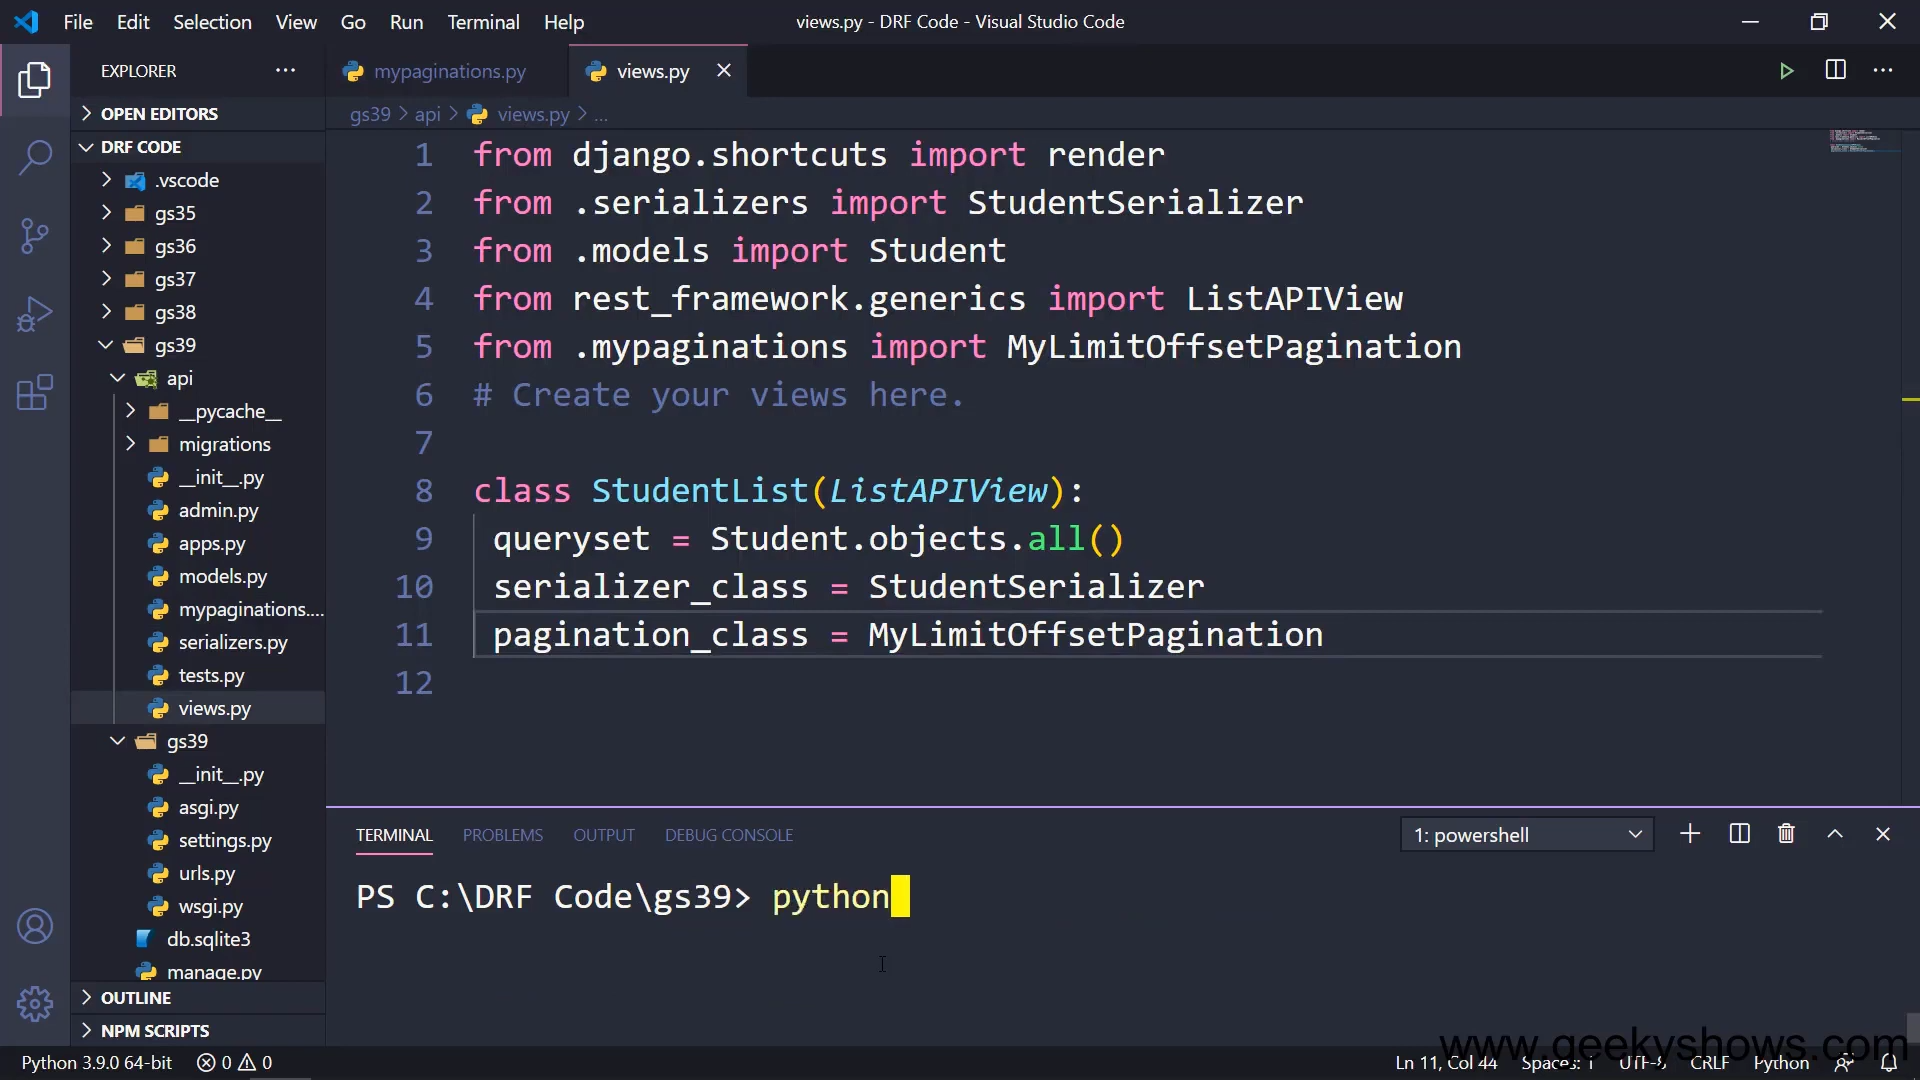 File Edit Selection View Go Run Terminal Help
views.py - DRF Code - Visual Studio Code
EXPLORER
mypaginations.py
views.py
OPEN EDITORS
gs39 > api > views.py > ...
DRF CODE
.vscode
gs35
gs36
gs37
gs38
gs39
api
__pycache__
migrations
__init__.py
admin.py
apps.py
models.py
mypaginations....
serializers.py
tests.py
views.py
gs39
__init__.py
asgi.py
settings.py
urls.py
wsgi.py
db.sqlite3
manage.py
OUTLINE
NPM SCRIPTS
1 from django.shortcuts import render
2 from .serializers import StudentSerializer
3 from .models import Student
4 from rest_framework.generics import ListAPIView
5 from .mypaginations import MyLimitOffsetPagination
6 # Create your views here.
7
8 class StudentList(ListAPIView):
9 queryset = Student.objects.all()
10 serializer_class = StudentSerializer
11 pagination_class = MyLimitOffsetPagination
12
TERMINAL PROBLEMS OUTPUT DEBUG CONSOLE
1: powershell
PS C:\DRF Code\gs39> python
www.geekyshows.com
Python 3.9.0 64-bit 0 0
Ln 11, Col 44 Spaces: 1 UTF-8 CRLF Python